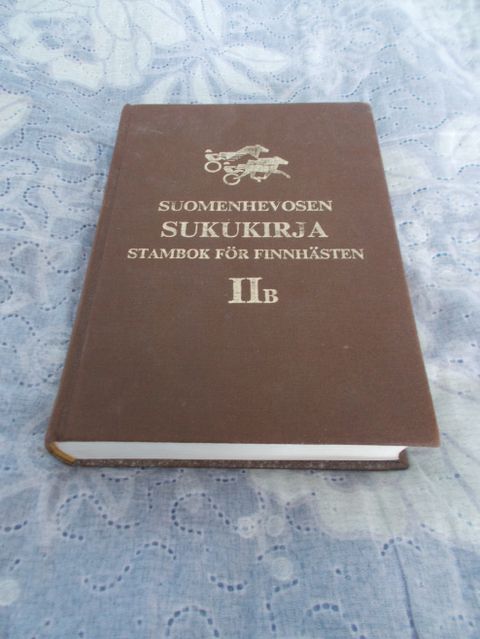 SUOMENHEVOSEN
SUKUKIRJA
STAMBOK FÖR FINNHÄSTEN
IIB